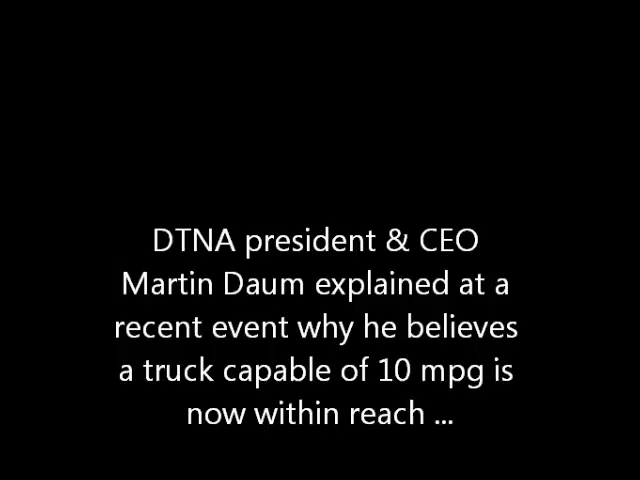 DTNA president & CEO
Martin Daum explained at a
recent event why he believes
a truck capable of 10 mpg is
now within reach ...